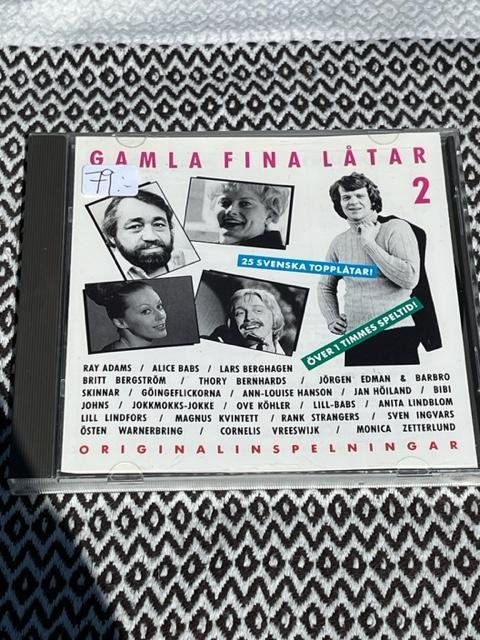 GAMLA FINA LÅTAR
2
79:-
25 SVENSKA TOPPLÅTAR!
ÖVER 1 TIMMES SPELTID!
RAY ADAMS / ALICE BABS / LARS BERGHAGEN
BRITT BERGSTRÖM / THORY BERNHARDS / JÖRGEN EDMAN & BARBRO
SKINNAR / GÖINGEFLICKORNA / ANN-LOUISE HANSON / JAN HÖILAND / BIBI
JOHNS / JOKKMOKKS-JOKKE / OVE KÖHLER / LILL-BABS / ANITA LINDBLOM
LILL LINDFORS / MAGNUS KVINTETT / RANK STRANGERS / SVEN INGVARS
ÖSTEN WARNERBRING / CORNELIS VREESWIJK / MONICA ZETTERLUND
ORIGINALINSPELNINGAR